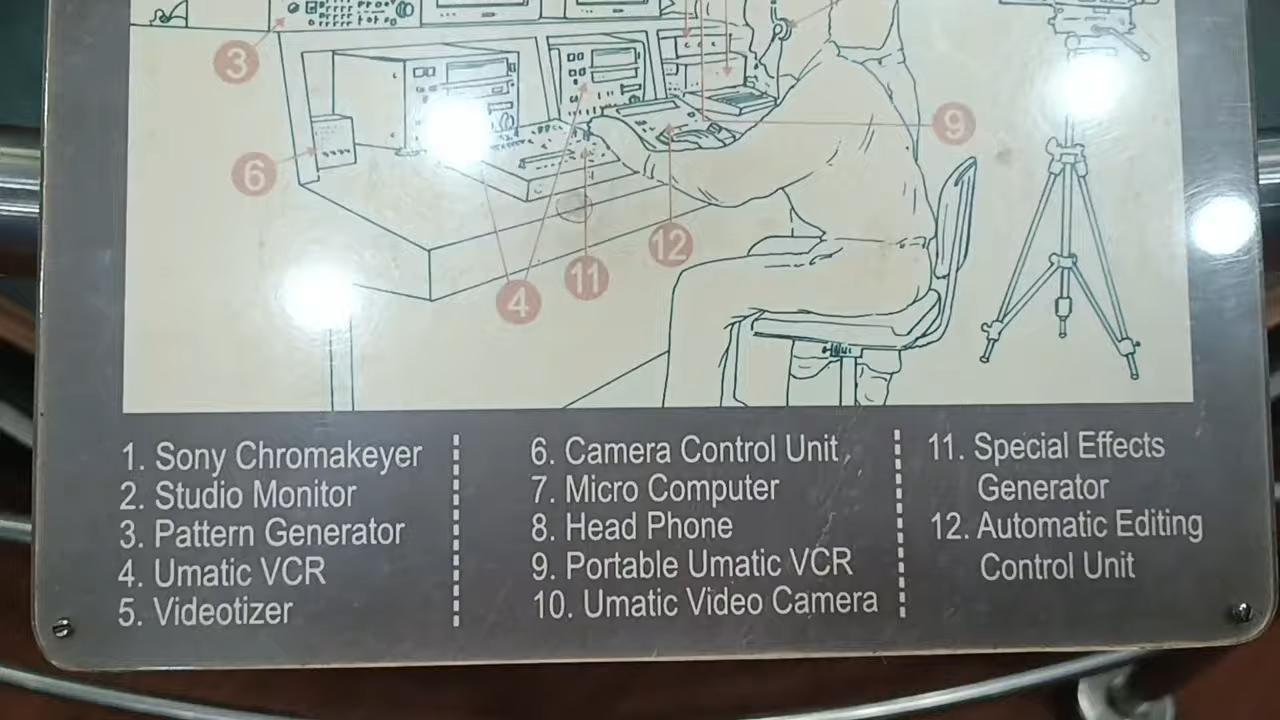 3
9
6
12
11
4
1. Sony Chromakeyer
2. Studio Monitor
3. Pattern Generator
4. Umatic VCR
5. Videotizer
6. Camera Control Unit
7. Micro Computer
8. Head Phone
9. Portable Umatic VCR
10. Umatic Video Camera
11. Special Effects
Generator
12. Automatic Editing
Control Unit